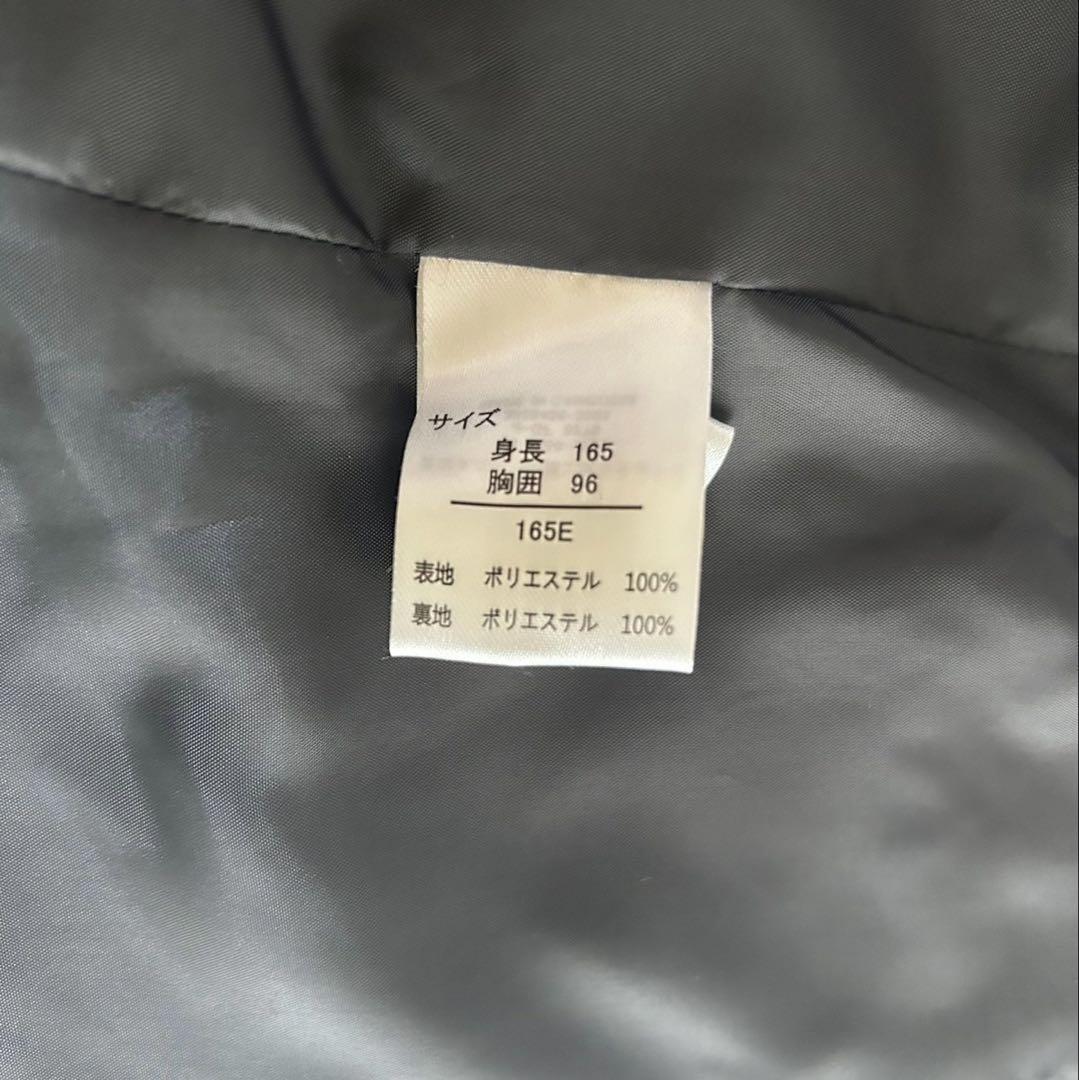 サイズ
身長 165
胸囲 96
165E
表地 ポリエステル 100%
裏地 ポリエステル 100%